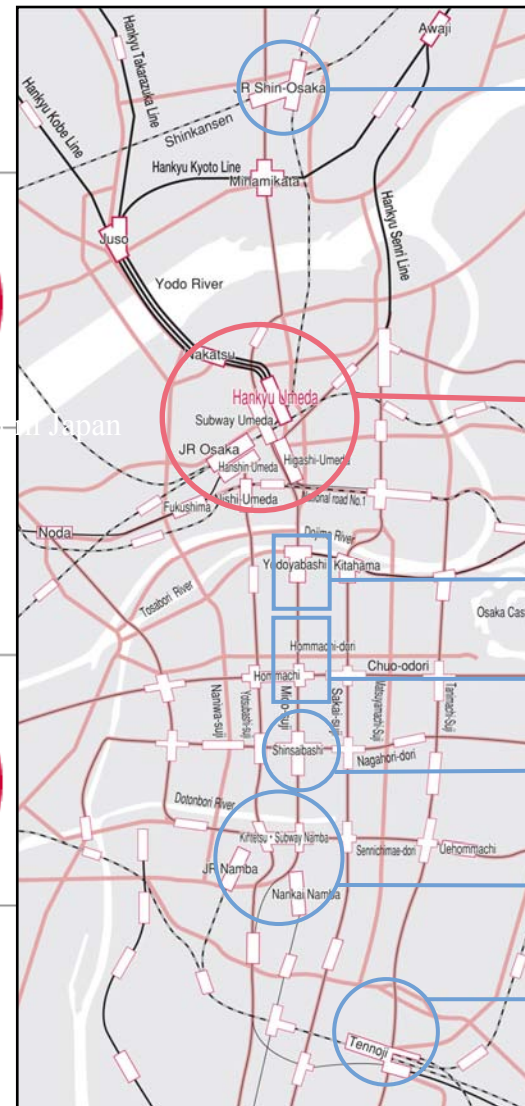 Awaji
JR Shin-Osaka
Hankyu Takarazuka Line
Hankyu Kobe Line
Shinkansen
Hankyu Kyoto Line
Minamikata
Hankyu Senri Line
Juso
Yodo River
Nakatsu
Hankyu Umeda
Subway Umeda
in Japan
JR Osaka
Hanshin-Umeda
Higashi-Umeda
Nishi-Umeda
National road No.1
Fukushima
Noda
Dojima River
Yodoyabashi
Kitahama
Tosabori River
Osaka Cas
Hommachi-dori
Chuo-odori
Hommachi
Naniwa-suji
Yotsubashi-suji
Mido-suji
Sakai-suji
Matsuyamachi-Suji
Tanimachi-Suji
Shinsaibashi
Nagahori-dori
Dotonbori River
Kintetsu • Subway Namba
Sennichimae-dori
Uehommachi
JR Namba
Nankai Namba
Tennoji